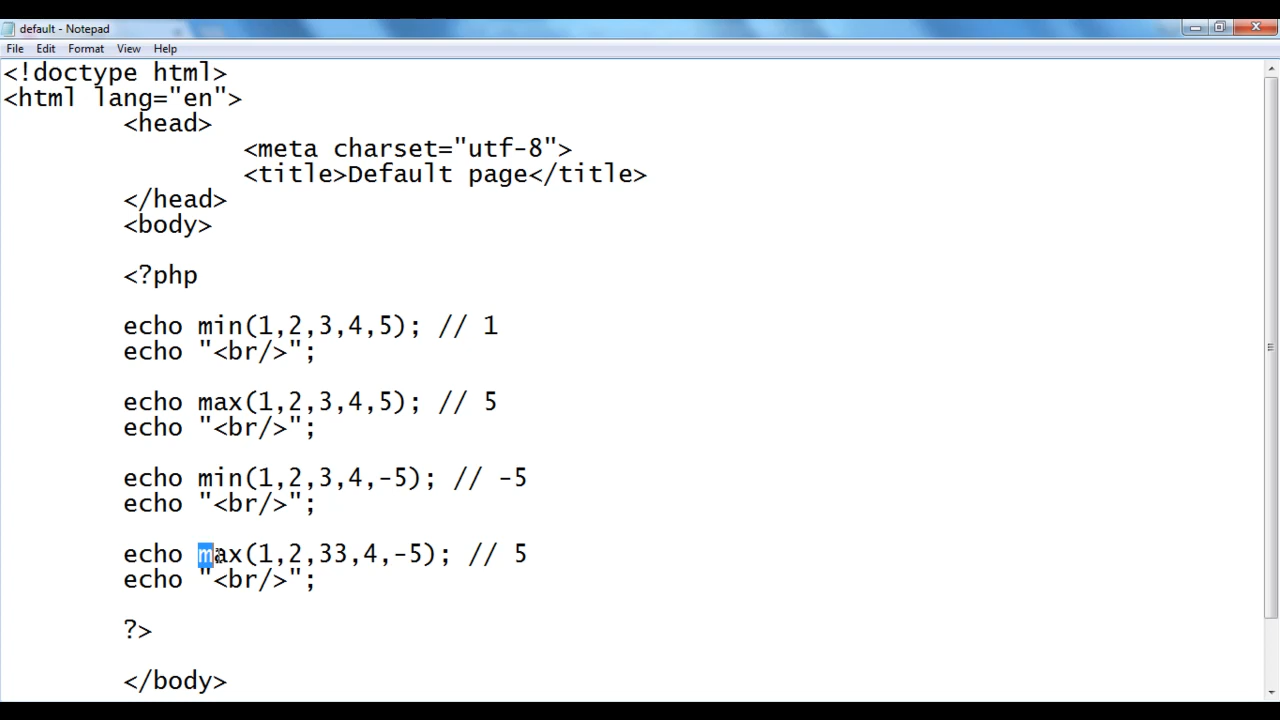 default - Notepad
File Edit Format View Help
<!doctype html>
<html lang="en">
<head>
<meta charset="utf-8">
<title>Default page</title>
</head>
<body>
<?php
echo min(1,2,3,4,5); // 1
echo "<br/>";
echo max(1,2,3,4,5); // 5
echo "<br/>";
echo min(1,2,3,4,-5); // -5
echo "<br/>";
echo max(1,2,33,4,-5); // 5
echo "<br/>";
?>
</body>